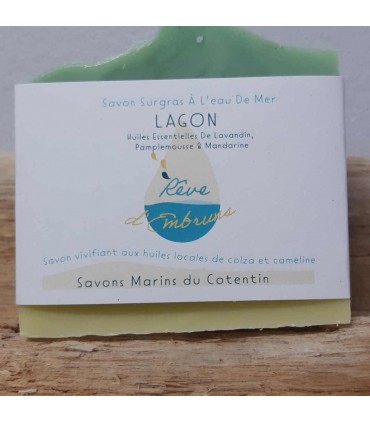 Savon Surgras À L'eau De Mer
LAGON
Huiles Essentielles De Lavandin,
Pamplemousse & Mandarine
Rêve
d'Embruns
Savon vivifiant aux huiles locales de colza et cameline
Savons Marins du Cotentin